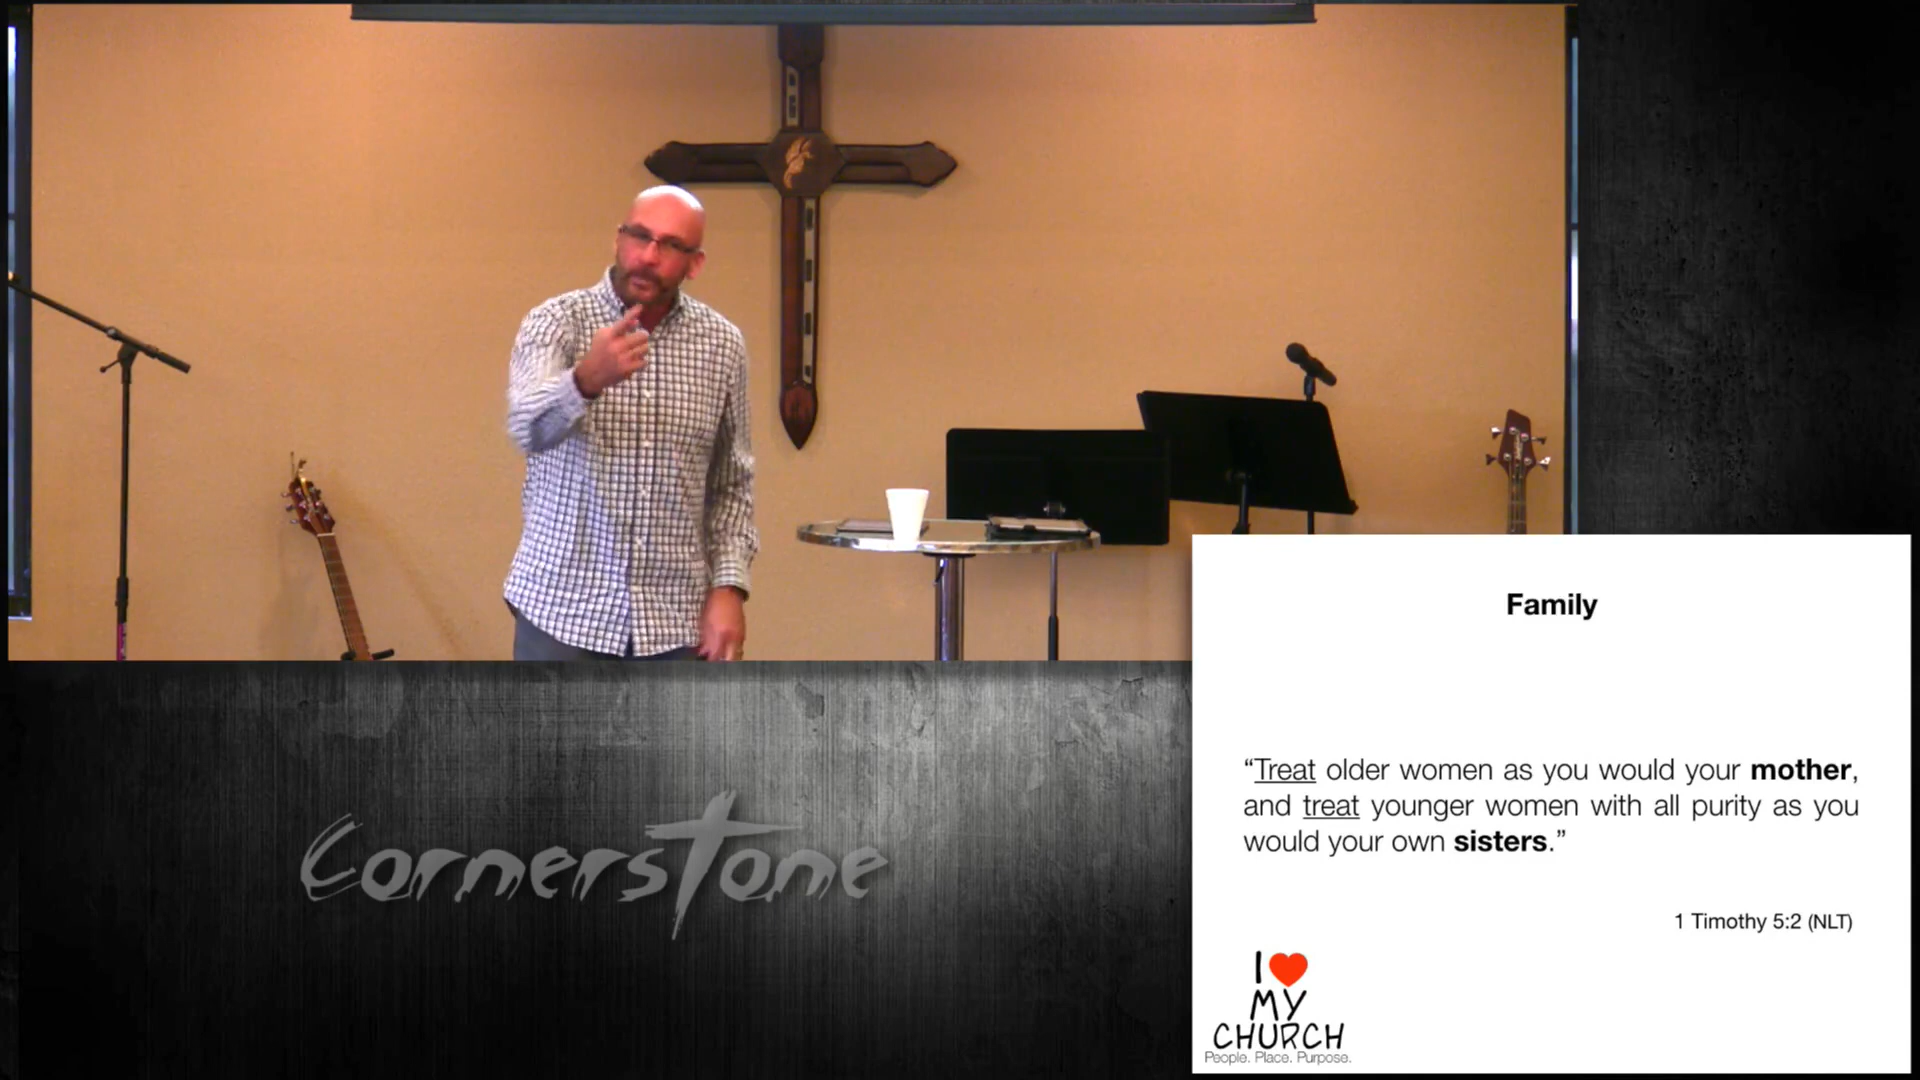 Cornerstone
Family
“Treat older women as you would your mother,
and treat younger women with all purity as you
would your own sisters.”
1 Timothy 5:2 (NLT)
I
MY
CHURCH
People. Place. Purpose.